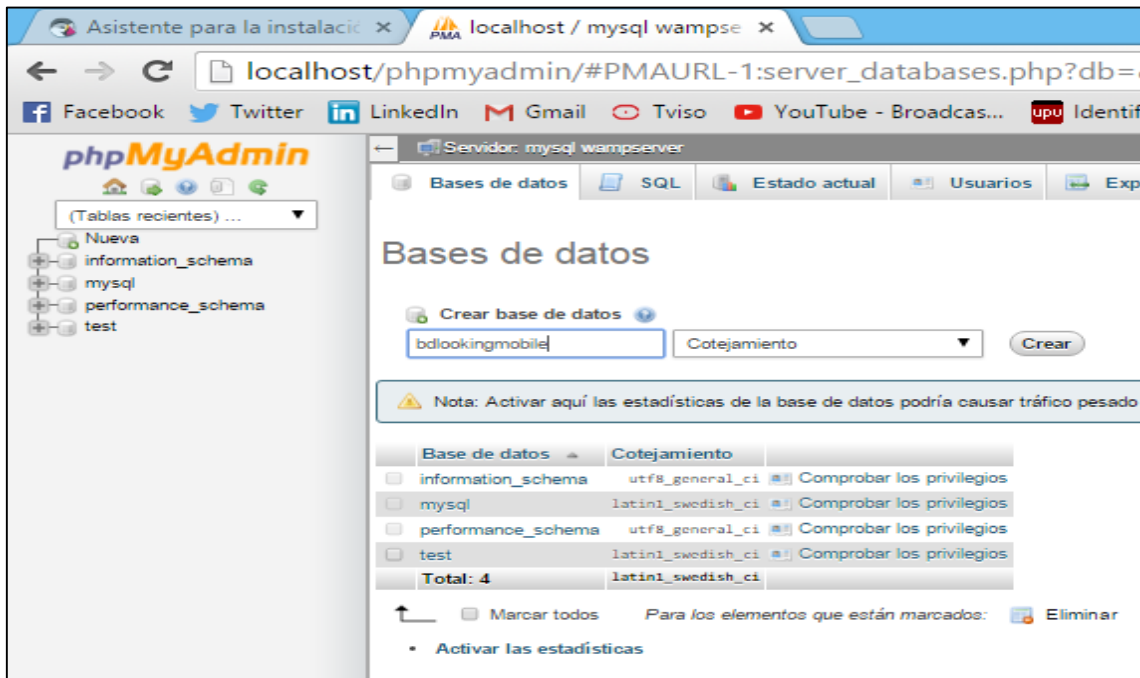 Asistente para la instalacić
PMA localhost / mysql wampse
localhost/phpmyadmin/#PMAURL-1:server_databases.php?db=
Facebook Twitter LinkedIn Gmail Tviso YouTube - Broadcas... upv Identif
phpMyAdmin
(Tablas recientes) ...
Nueva
information_schema
mysql
performance_schema
test
Servidor: mysql wampserver
Bases de datos SQL Estado actual Usuarios Exp
Bases de datos
Crear base de datos
bdlookingmobile Cotejamiento Crear
Nota: Activar aquí las estadísticas de la base de datos podría causar tráfico pesado
Base de datos Cotejamiento
information_schema utf8_general_ci Comprobar los privilegios
mysql latin1_swedish_ci Comprobar los privilegios
performance_schema utf8_general_ci Comprobar los privilegios
test latin1_swedish_ci Comprobar los privilegios
Total: 4 latin1_swedish_ci
Marcar todos Para los elementos que están marcados: Eliminar
Activar las estadísticas